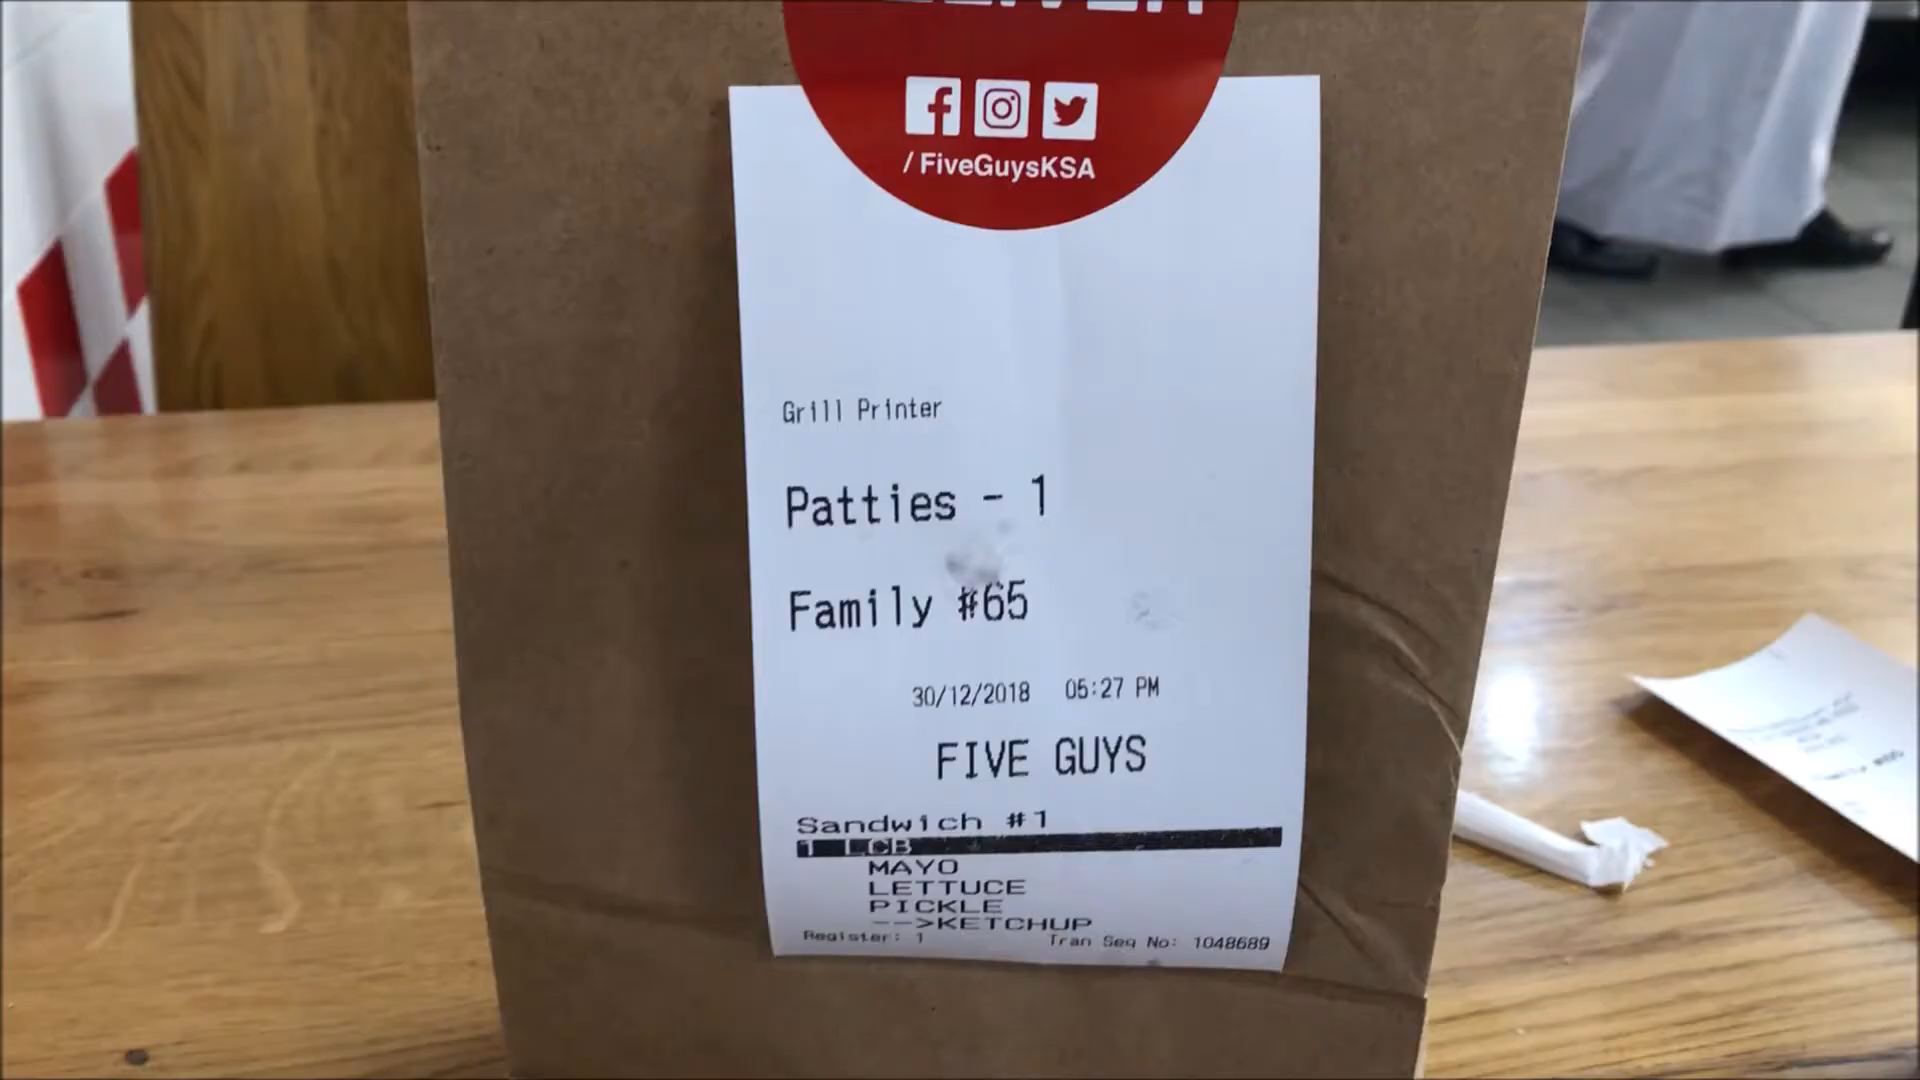 /FiveGuysKSA
Grill Printer
Patties - 1
Family #65
30/12/2018 05:27 PM
FIVE GUYS
Sandwich #1
1 LCB
MAYO
LETTUCE
PICKLE
-->KETCHUP
Register: 1 Tran Seq No: 1048689